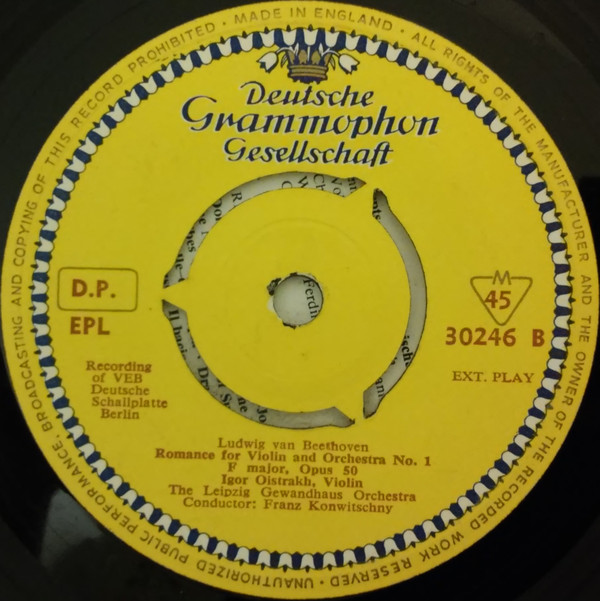 MADE IN ENGLAND · ALL RIGHTS OF THE MANUFACTURER AND THE OWNER OF THE RECORDED WORK RESERVED · UNAUTHORIZED PUBLIC PERFORMANCE, BROADCASTING AND COPYING OF THIS RECORD PROHIBITED ·
Deutsche
Grammophon
Gesellschaft
D.P.
EPL
M
45
30246 B
EXT. PLAY
Recording
of VEB
Deutsche
Schallplatte
Berlin
Ludwig van Beethoven
Romance for Violin and Orchestra No. 1
F major, Opus 50
Igor Oistrakh, Violin
The Leipzig Gewandhaus Orchestra
Conductor: Franz Konwitschny